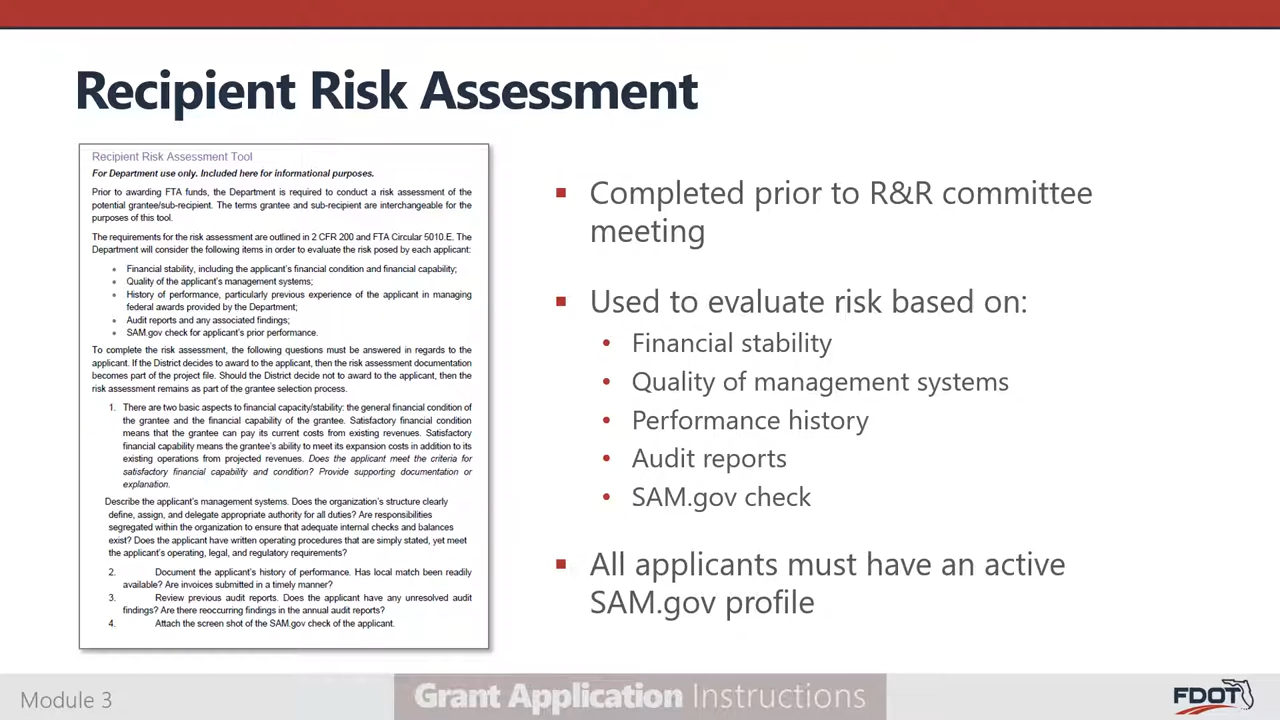 Recipient Risk Assessment
Recipient Risk Assessment Tool
For Department use only. Included here for informational purposes.
Prior to awarding FTA funds, the Department is required to conduct a risk assessment of the
potential grantee/sub-recipient. The terms grantee and sub-recipient are interchangeable for the
purposes of this tool.
The requirements for the risk assessment are outlined in 2 CFR 200 and FTA Circular 5010.E. The
Department will consider the following items in order to evaluate the risk posed by each applicant:
• Financial stability, including the applicant's financial condition and financial capability;
• Quality of the applicant's management systems;
• History of performance, particularly previous experience of the applicant in managing
federal awards provided by the Department;
• Audit reports and any associated findings;
• SAM.gov check for applicant's prior performance.
To complete the risk assessment, the following questions must be answered in regards to the
applicant. If the District decides to award to the applicant, then the risk assessment documentation
becomes part of the project file. Should the District decide not to award to the applicant, then the
risk assessment remains as part of the grantee selection process.
1. There are two basic aspects to financial capacity/stability: the general financial condition of
the grantee and the financial capability of the grantee. Satisfactory financial condition
means that the grantee can pay its current costs from existing revenues. Satisfactory
financial capability means the grantee's ability to meet its expansion costs in addition to its
existing operations from projected revenues. Does the applicant meet the criteria for
satisfactory financial capability and condition? Provide supporting documentation or
explanation.
Describe the applicant's management systems. Does the organization's structure clearly
define, assign, and delegate appropriate authority for all duties? Are responsibilities
segregated within the organization to ensure that adequate internal checks and balances
exist? Does the applicant have written operating procedures that are simply stated, yet meet
the applicant's operating, legal, and regulatory requirements?
2. Document the applicant's history of performance. Has local match been readily
available? Are invoices submitted in a timely manner?
3. Review previous audit reports. Does the applicant have any unresolved audit
findings? Are there reoccurring findings in the annual audit reports?
4. Attach the screen shot of the SAM.gov check of the applicant.
▪ Completed prior to R&R committee
meeting
▪ Used to evaluate risk based on:
• Financial stability
• Quality of management systems
• Performance history
• Audit reports
• SAM.gov check
▪ All applicants must have an active
SAM.gov profile
Module 3
Grant Application Instructions
FDOT